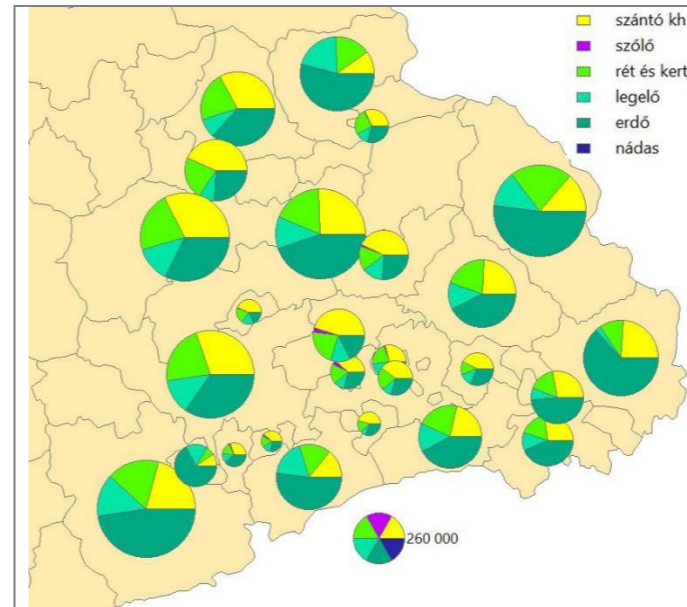 szántó kh
szőlő
rét és kert
legelő
erdő
nádas
260 000